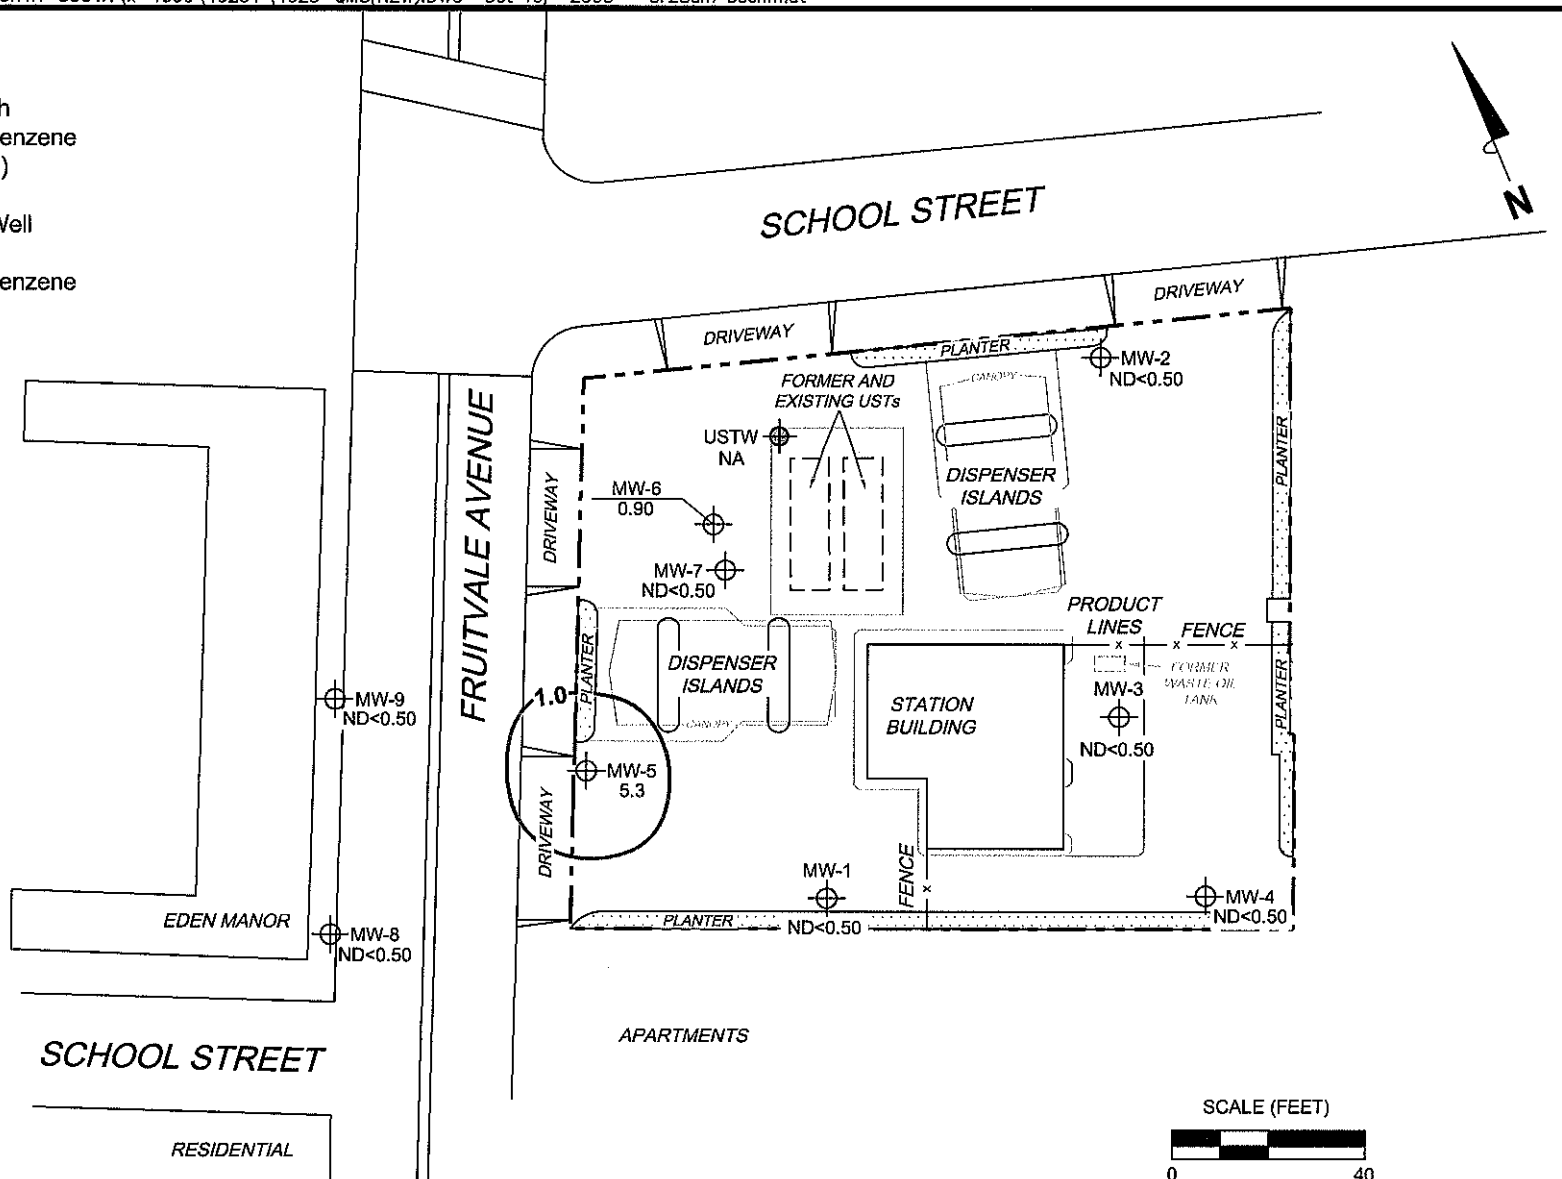 enzene
)
Well
enzene
SCHOOL STREET
N
DRIVEWAY
DRIVEWAY
PLANTER
MW-2
ND<0.50
FORMER AND
EXISTING USTs
CANOPY
USTW
NA
PLANTER
FRUITVALE AVENUE
DISPENSER
ISLANDS
MW-6
0.90
DRIVEWAY
MW-7
ND<0.50
PRODUCT
LINES
FENCE
PLANTER
DISPENSER
ISLANDS
FORMER
WASTE OIL
TANK
MW-3
ND<0.50
1.0
MW-9
ND<0.50
STATION
BUILDING
PLANTER
CANOPY
MW-5
5.3
DRIVEWAY
MW-1
ND<0.50
FENCE
MW-4
ND<0.50
PLANTER
EDEN MANOR
MW-8
ND<0.50
SCHOOL STREET
APARTMENTS
RESIDENTIAL
SCALE (FEET)
0 40